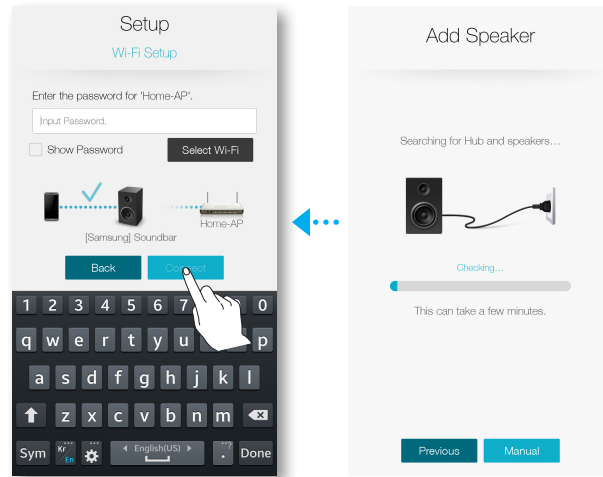 Setup
Wi-Fi Setup
Enter the password for 'Home-AP'.
Input Password.
Show Password
Select Wi-Fi
Home-AP
[Samsung] Soundbar
Back
Connect
1 2 3 4 5 6 7 0
q w e r t y u p
a s d f g h j k l
z x c v b n m
Sym Kr En English(US) . ? Done
Add Speaker
Searching for Hub and speakers…
Checking…
This can take a few minutes.
Previous
Manual